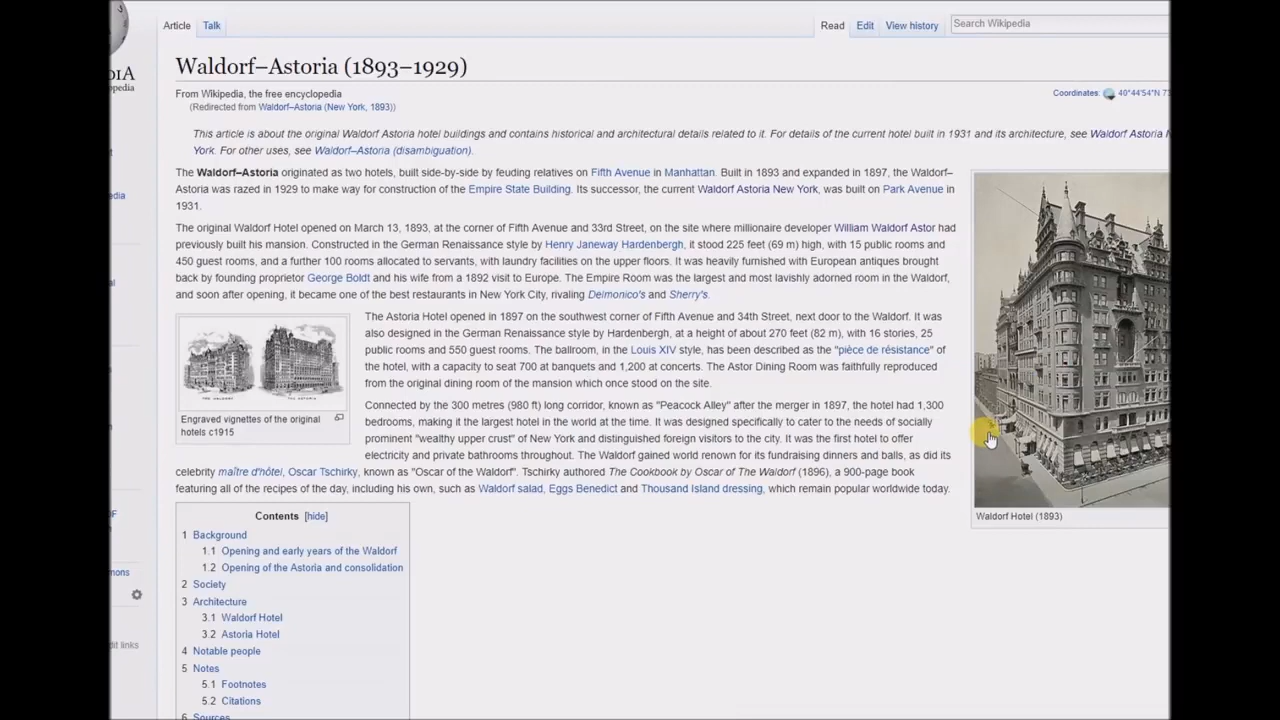 Article Talk Read Edit View history Search Wikipedia
Waldorf–Astoria (1893–1929)
From Wikipedia, the free encyclopedia
(Redirected from Waldorf–Astoria (New York, 1893))
Coordinates: 40°44′54″N
This article is about the original Waldorf Astoria hotel buildings and contains historical and architectural details related to it. For details of the current hotel built in 1931 and its architecture, see Waldorf Astoria
York. For other uses, see Waldorf–Astoria (disambiguation).
The Waldorf–Astoria originated as two hotels, built side-by-side by feuding relatives on Fifth Avenue in Manhattan. Built in 1893 and expanded in 1897, the Waldorf–
Astoria was razed in 1929 to make way for construction of the Empire State Building. Its successor, the current Waldorf Astoria New York, was built on Park Avenue in
1931.
The original Waldorf Hotel opened on March 13, 1893, at the corner of Fifth Avenue and 33rd Street, on the site where millionaire developer William Waldorf Astor had
previously built his mansion. Constructed in the German Renaissance style by Henry Janeway Hardenbergh, it stood 225 feet (69 m) high, with 15 public rooms and
450 guest rooms, and a further 100 rooms allocated to servants, with laundry facilities on the upper floors. It was heavily furnished with European antiques brought
back by founding proprietor George Boldt and his wife from a 1892 visit to Europe. The Empire Room was the largest and most lavishly adorned room in the Waldorf,
and soon after opening, it became one of the best restaurants in New York City, rivaling Delmonico's and Sherry's.
The Astoria Hotel opened in 1897 on the southwest corner of Fifth Avenue and 34th Street, next door to the Waldorf. It was
also designed in the German Renaissance style by Hardenbergh, at a height of about 270 feet (82 m), with 16 stories, 25
public rooms and 550 guest rooms. The ballroom, in the Louis XIV style, has been described as the "pièce de résistance" of
the hotel, with a capacity to seat 700 at banquets and 1,200 at concerts. The Astor Dining Room was faithfully reproduced
from the original dining room of the mansion which once stood on the site.
Engraved vignettes of the original
hotels c1915
Connected by the 300 metres (980 ft) long corridor, known as "Peacock Alley" after the merger in 1897, the hotel had 1,300
bedrooms, making it the largest hotel in the world at the time. It was designed specifically to cater to the needs of socially
prominent "wealthy upper crust" of New York and distinguished foreign visitors to the city. It was the first hotel to offer
electricity and private bathrooms throughout. The Waldorf gained world renown for its fundraising dinners and balls, as did its
celebrity maître d'hôtel, Oscar Tschirky, known as "Oscar of the Waldorf". Tschirky authored The Cookbook by Oscar of The Waldorf (1896), a 900-page book
featuring all of the recipes of the day, including his own, such as Waldorf salad, Eggs Benedict and Thousand Island dressing, which remain popular worldwide today.
Waldorf Hotel (1893)
Contents [hide]
1 Background
1.1 Opening and early years of the Waldorf
1.2 Opening of the Astoria and consolidation
2 Society
3 Architecture
3.1 Waldorf Hotel
3.2 Astoria Hotel
4 Notable people
5 Notes
5.1 Footnotes
5.2 Citations
6 Sources
dit links